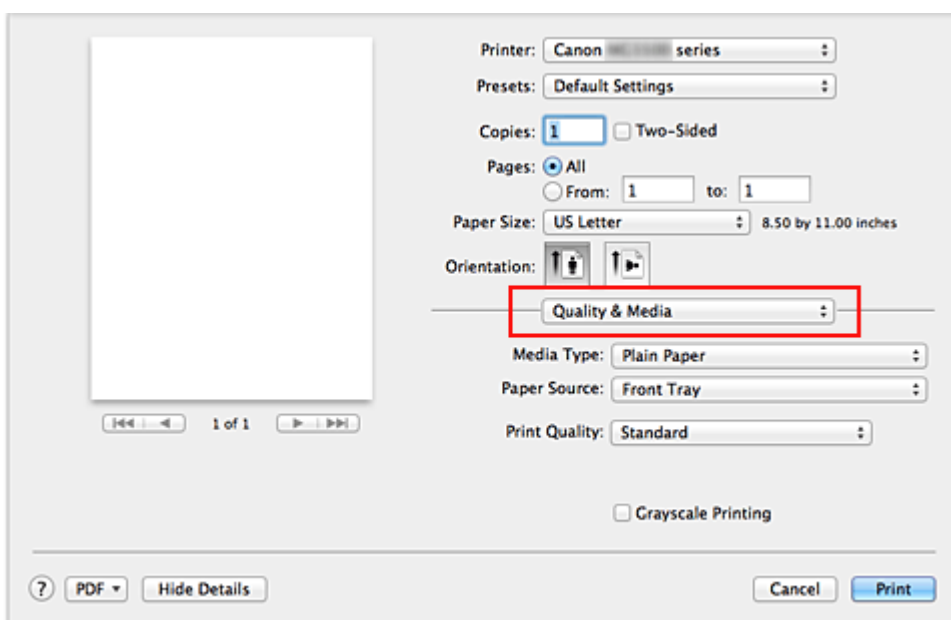 Printer: Canon series
Presets: Default Settings
Copies: 1 Two-Sided
Pages: All
From: 1 to: 1
Paper Size: US Letter 8.50 by 11.00 inches
Orientation:
Quality & Media
Media Type: Plain Paper
Paper Source: Front Tray
1 of 1
Print Quality: Standard
Grayscale Printing
? PDF Hide Details Cancel Print